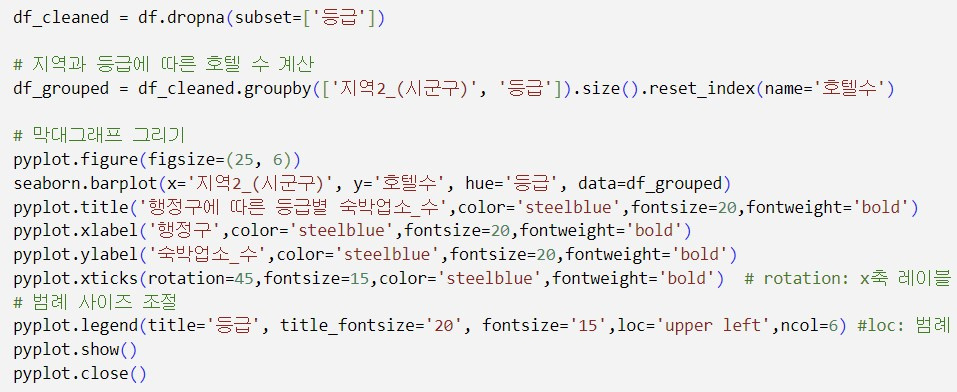 df_cleaned = df.dropna(subset=['등급'])
# 지역과 등급에 따른 호텔 수 계산
df_grouped = df_cleaned.groupby(['지역2_(시군구)', '등급']).size().reset_index(name='호텔수')
# 막대그래프 그리기
pyplot.figure(figsize=(25, 6))
seaborn.barplot(x='지역2_(시군구)', y='호텔수', hue='등급', data=df_grouped)
pyplot.title('행정구에 따른 등급별 숙박업소_수',color='steelblue',fontsize=20,fontweight='bold')
pyplot.xlabel('행정구',color='steelblue',fontsize=20,fontweight='bold')
pyplot.ylabel('숙박업소_수',color='steelblue',fontsize=20,fontweight='bold')
pyplot.xticks(rotation=45,fontsize=15,color='steelblue',fontweight='bold')  # rotation: x축 레이블
# 범례 사이즈 조절
pyplot.legend(title='등급', title_fontsize='20', fontsize='15',loc='upper left',ncol=6) #loc: 범례
pyplot.show()
pyplot.close()